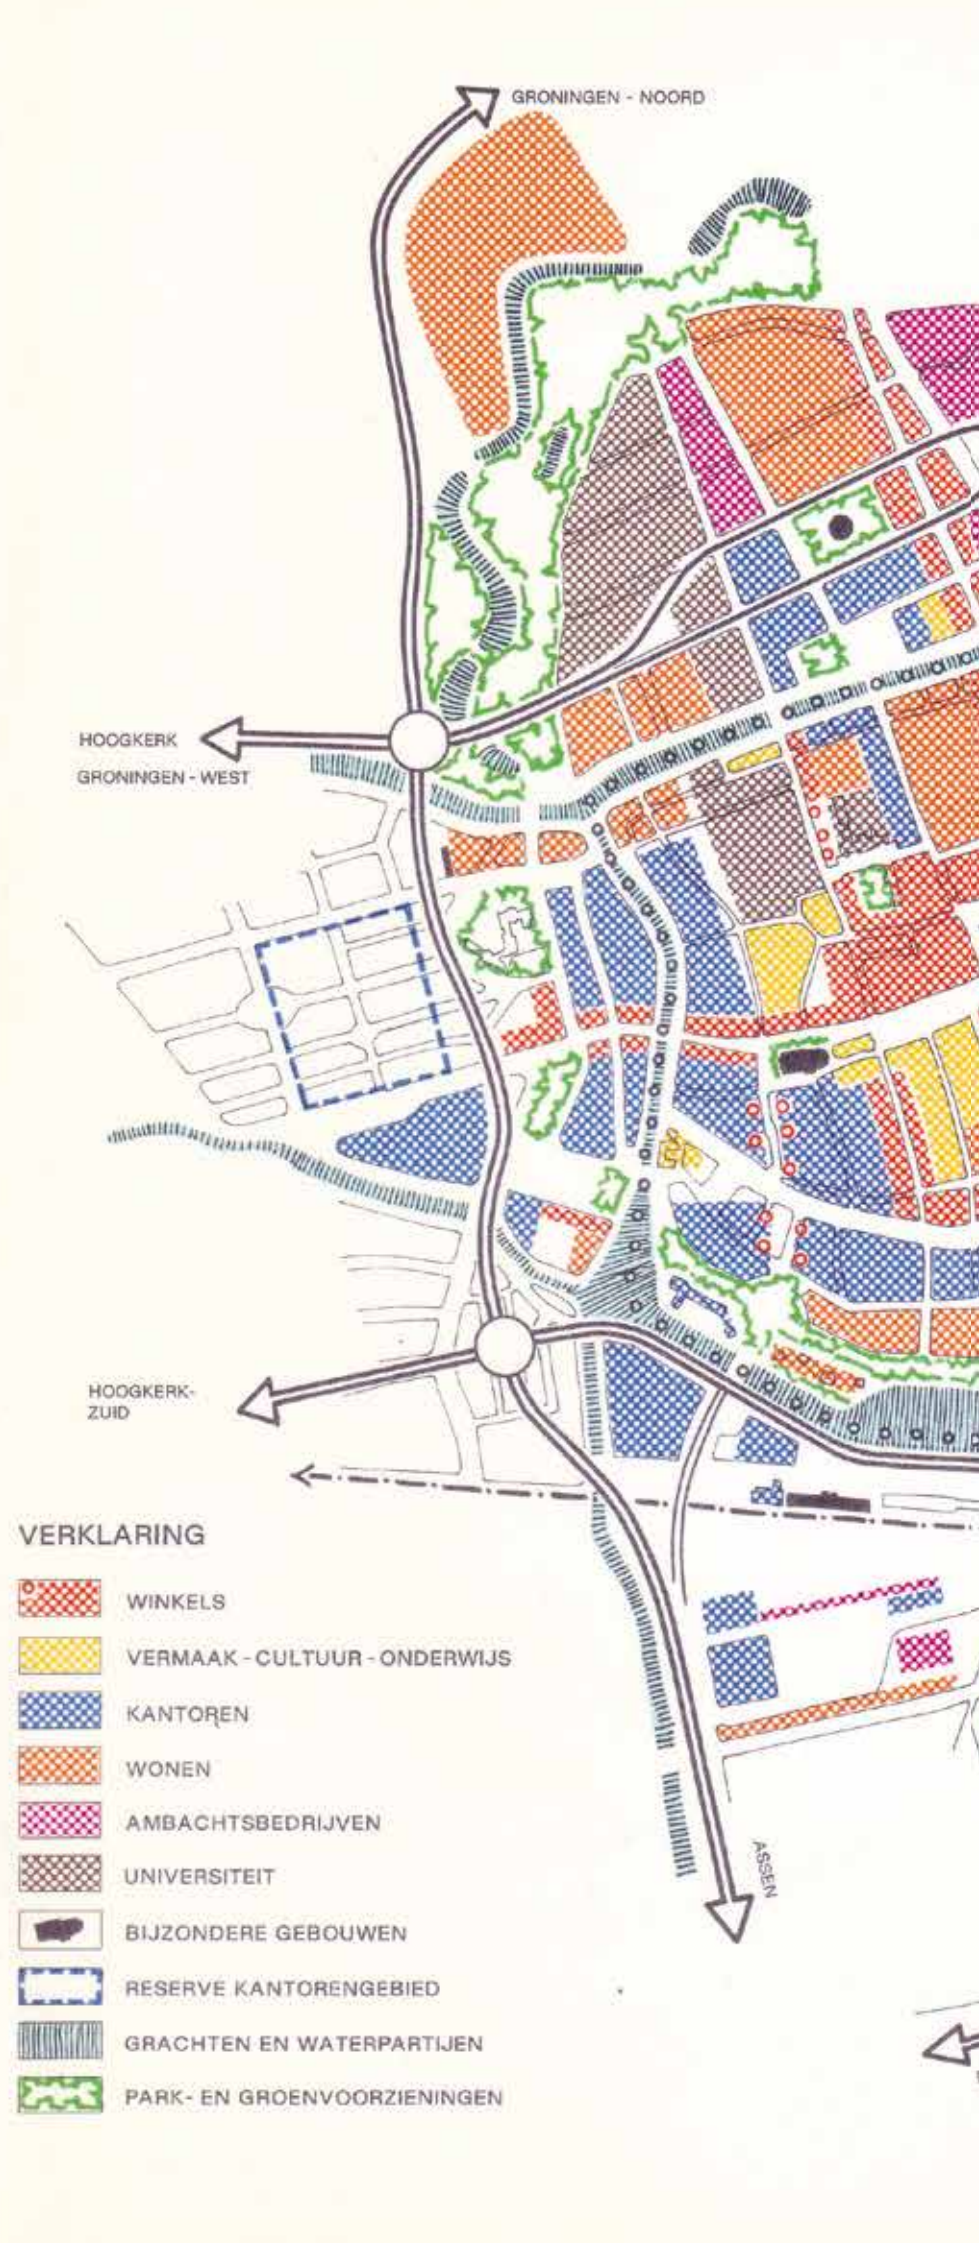 GRONINGEN - NOORD
HOOGKERK
GRONINGEN - WEST
HOOGKERK-
ZUID
VERKLARING
WINKELS
VERMAAK - CULTUUR - ONDERWIJS
KANTOREN
WONEN
AMBACHTSBEDRIJVEN
ASSEN
UNIVERSITEIT
BIJZONDERE GEBOUWEN
RESERVE KANTORENGEBIED
GRACHTEN EN WATERPARTIJEN
PARK- EN GROENVOORZIENINGEN